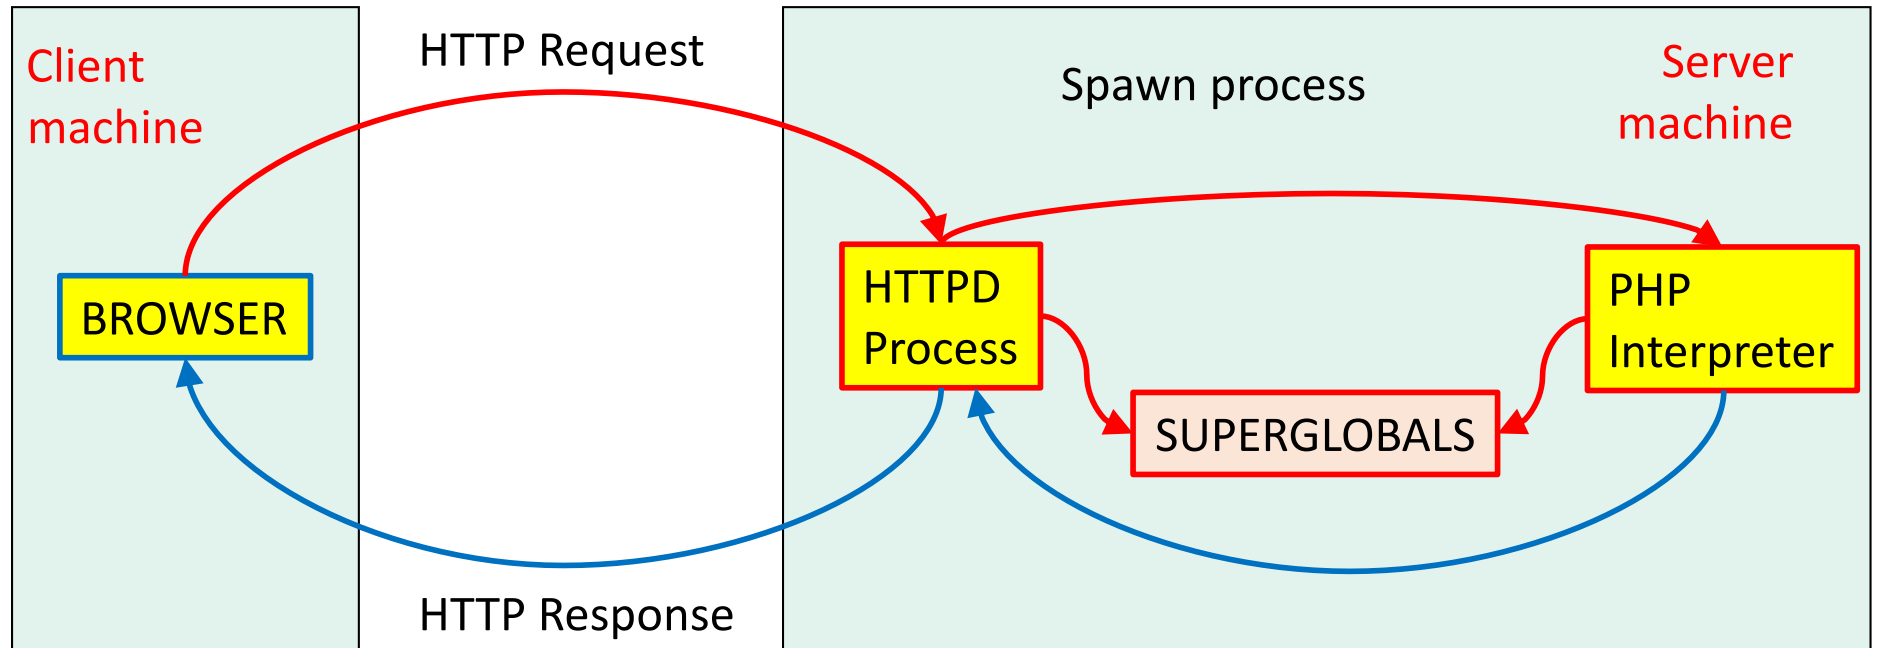 Client
machine
HTTP Request
Spawn process
Server
machine
BROWSER
HTTPD
Process
PHP
Interpreter
SUPERGLOBALS
HTTP Response